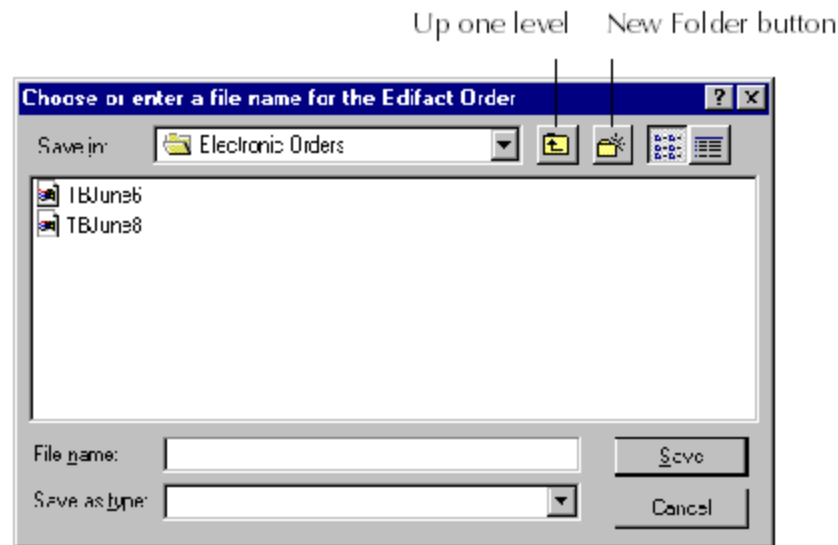 Up one level New Folder button
Choose or enter a file name for the Edifact Order
Save in: Electronic Orders
TBJune6
TBJune8
File name: Save
Save as type: Cancel